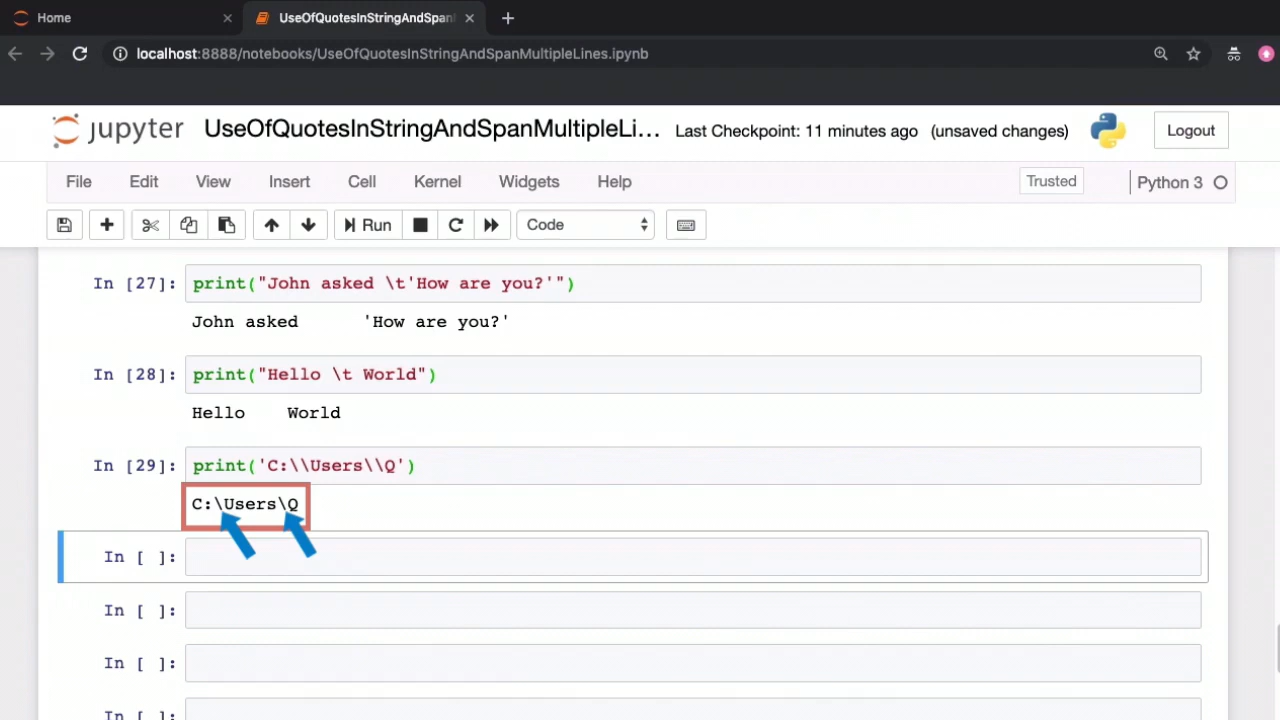 Home
UseOfQuotesInStringAndSpanI
localhost:8888/notebooks/UseOfQuotesInStringAndSpanMultipleLines.ipynb
jupyter UseOfQuotesInStringAndSpanMultipleLi... Last Checkpoint: 11 minutes ago (unsaved changes) Logout
File Edit View Insert Cell Kernel Widgets Help Trusted Python 3
Run Code
In [27]: print("John asked \t'How are you?'")
John asked 'How are you?'
In [28]: print("Hello \t World")
Hello World
In [29]: print('C:\\Users\\Q')
C:\Users\Q
In [ ]:
In [ ]:
In [ ]:
In [ ]: